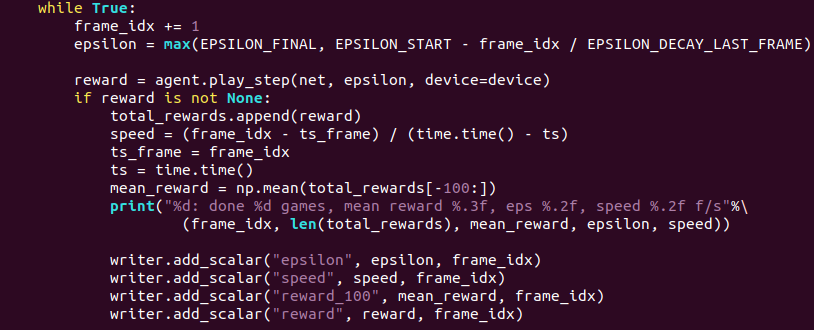 while True:
    frame_idx += 1
    epsilon = max(EPSILON_FINAL, EPSILON_START - frame_idx / EPSILON_DECAY_LAST_FRAME)

    reward = agent.play_step(net, epsilon, device=device)
    if reward is not None:
        total_rewards.append(reward)
        speed = (frame_idx - ts_frame) / (time.time() - ts)
        ts_frame = frame_idx
        ts = time.time()
        mean_reward = np.mean(total_rewards[-100:])
        print("%d: done %d games, mean reward %.3f, eps %.2f, speed %.2f f/s"%\
                (frame_idx, len(total_rewards), mean_reward, epsilon, speed))

        writer.add_scalar("epsilon", epsilon, frame_idx)
        writer.add_scalar("speed", speed, frame_idx)
        writer.add_scalar("reward_100", mean_reward, frame_idx)
        writer.add_scalar("reward", reward, frame_idx)